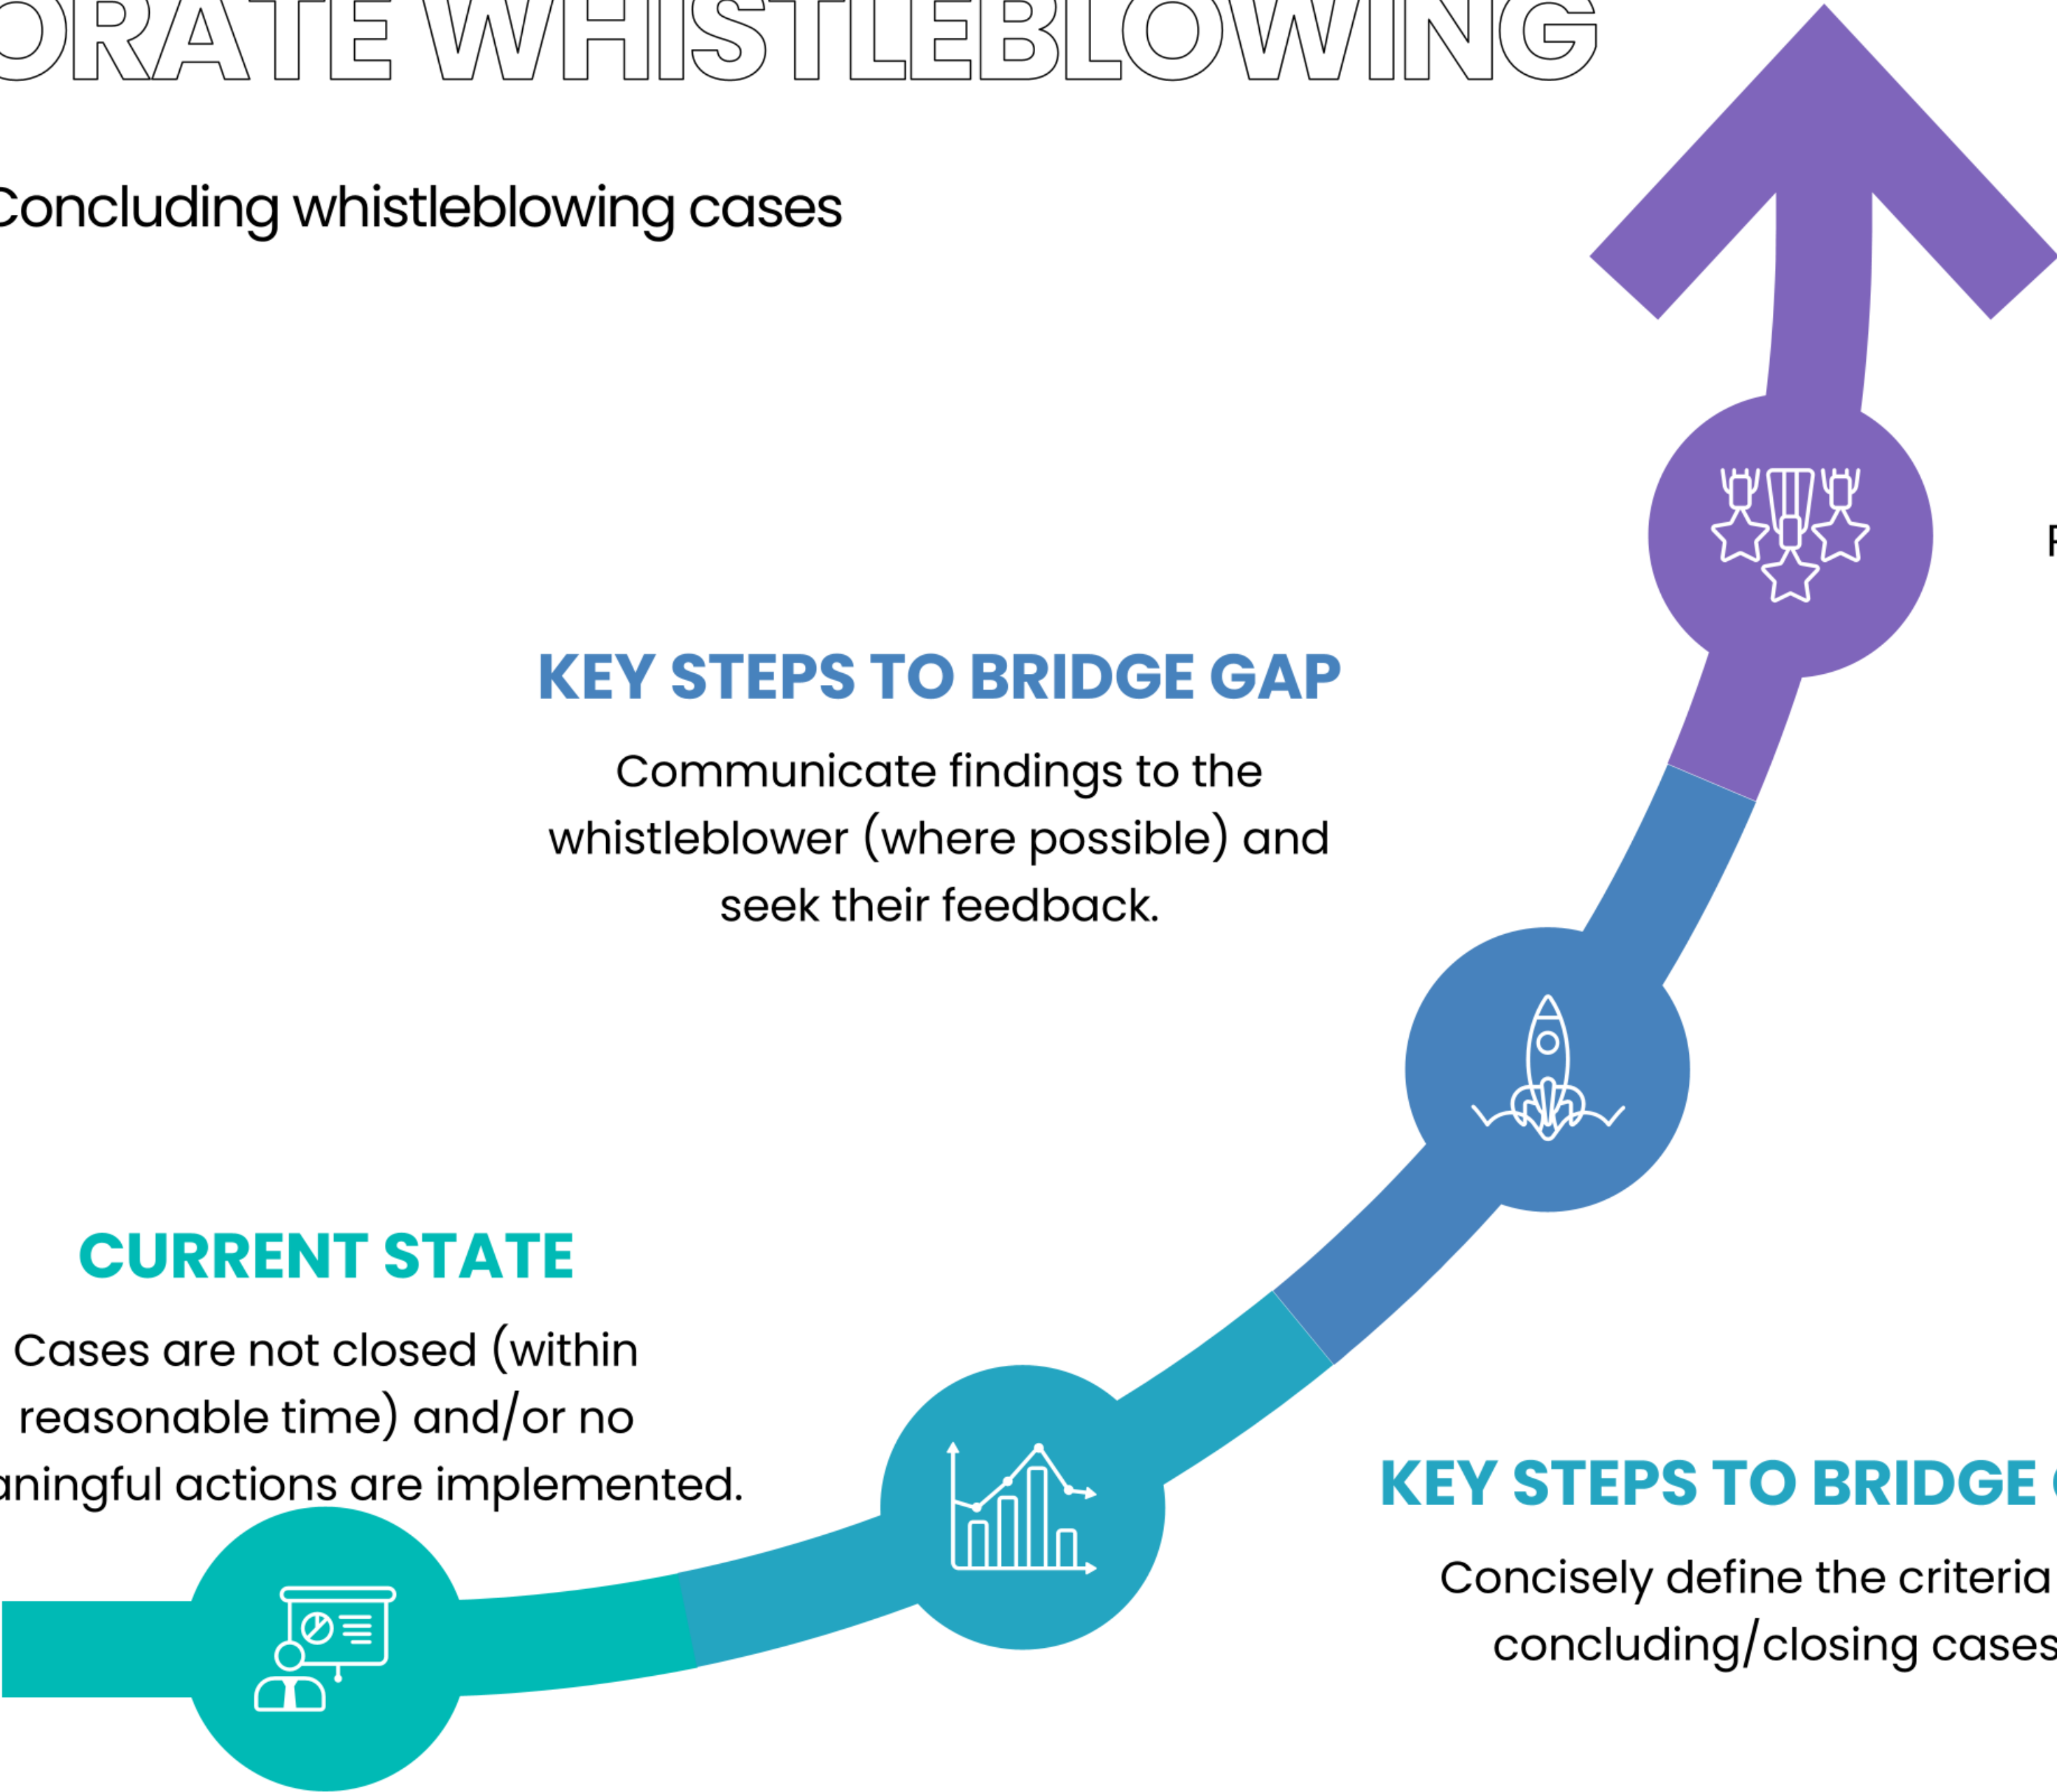 ORATE WHISTLEBLOWING
Concluding whistleblowing cases
KEY STEPS TO BRIDGE GAP
Communicate findings to the
whistleblower (where possible) and
seek their feedback.
CURRENT STATE
Cases are not closed (within
reasonable time) and/or no
aningful actions are implemented.
KEY STEPS TO BRIDGE
Concisely define the criteria
concluding/closing cases